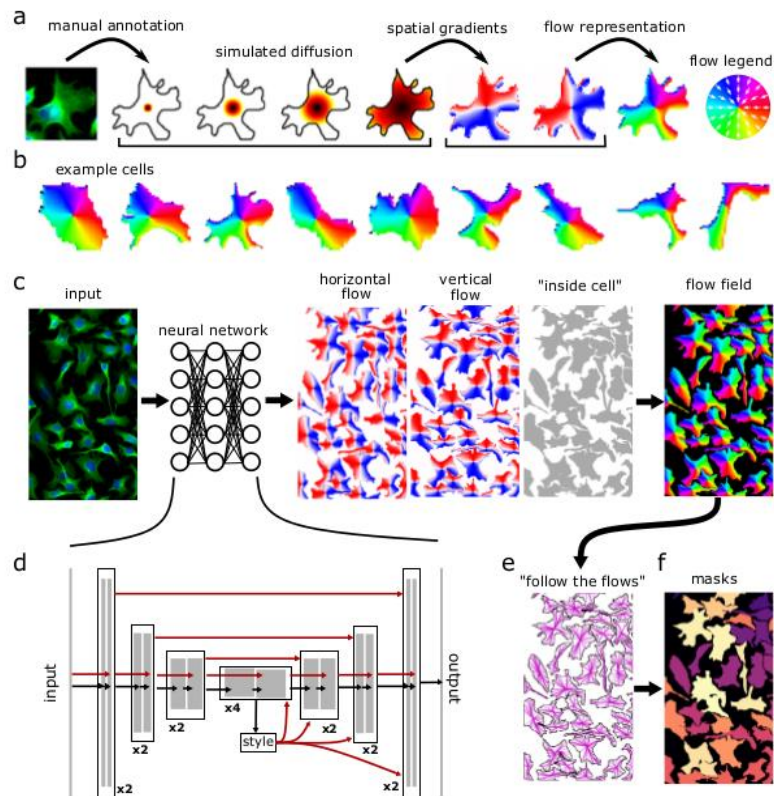 a
manual annotation
simulated diffusion
spatial gradients
flow representation
flow legend
b
example cells
c
input
neural network
horizontal
flow
vertical
flow
"inside cell"
flow field
d
input
x2
x2
x2
x4
style
x2
x2
x2
output
e
"follow the flows"
f
masks